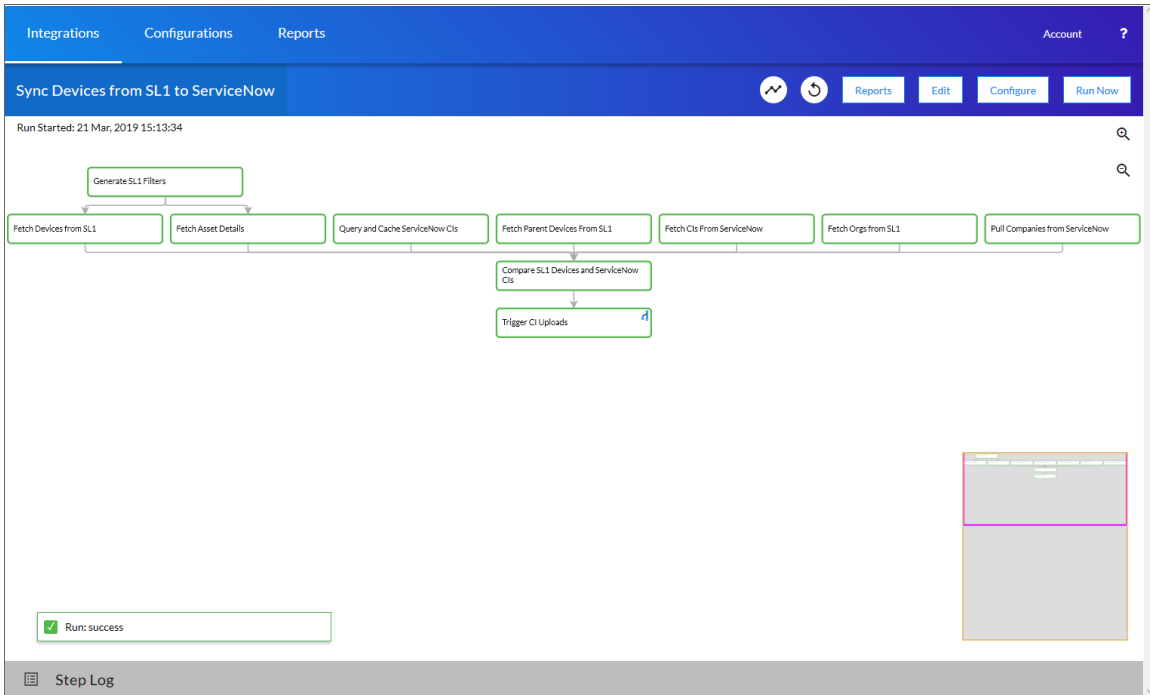 Integrations Configurations Reports Account ?
Sync Devices from SL1 to ServiceNow Reports Edit Configure Run Now
Run Started: 21 Mar, 2019 15:13:34
Generate SL1 Filters
Fetch Devices from SL1
Fetch Asset Details
Query and Cache ServiceNow CIs
Fetch Parent Devices From SL1
Fetch CIs From ServiceNow
Fetch Orgs from SL1
Pull Companies from ServiceNow
Compare SL1 Devices and ServiceNow
CIs
Trigger CI Uploads
Run: success
Step Log